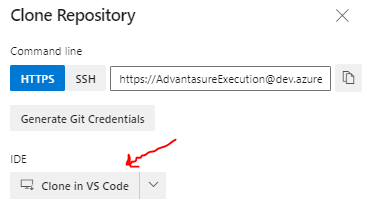 Clone Repository
Command line
HTTPS SSH https://AdvantasureExecution@dev.azure
Generate Git Credentials
IDE
Clone in VS Code